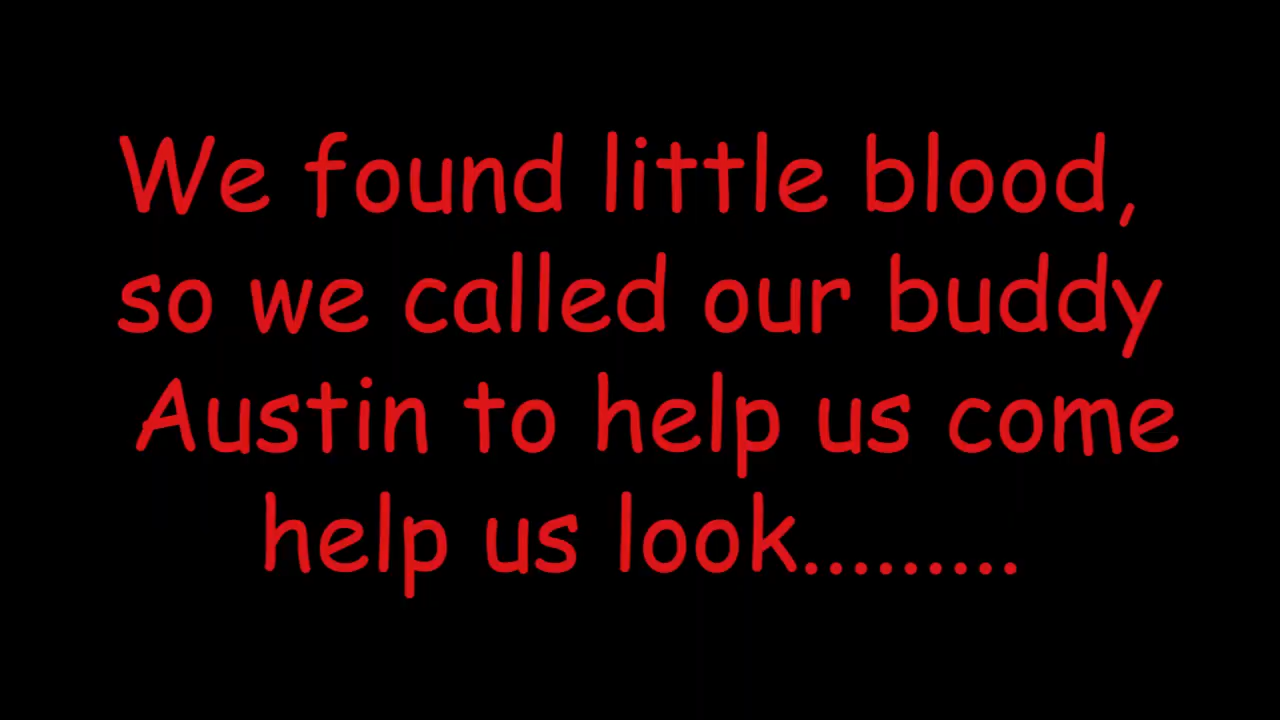 We found little blood,
so we called our buddy
Austin to help us come
help us look.........